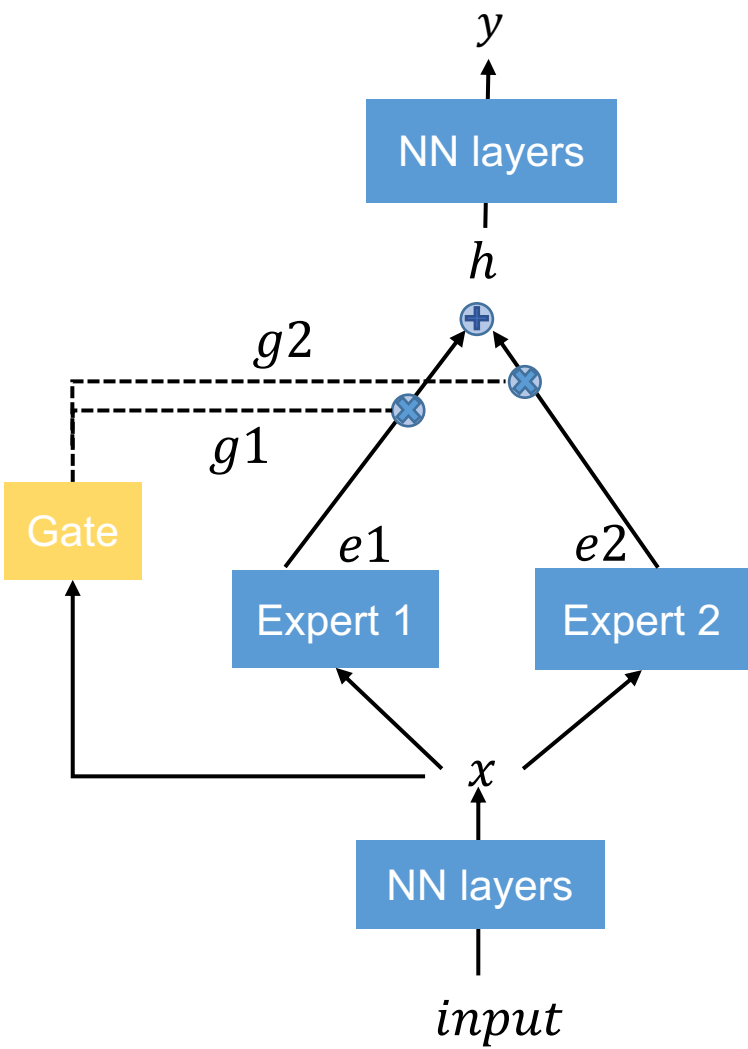 y
NN layers
h
g2
g1
Gate
e1
e2
Expert 1
Expert 2
x
NN layers
input